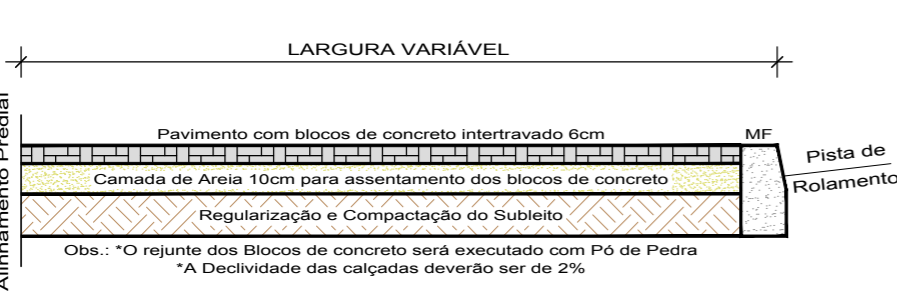 LARGURA VARIÁVEL
Alinhamento Predial
Pavimento com blocos de concreto intertravado 6cm
MF
Pista de
Rolamento
Camada de Areia 10cm para assentamento dos blocos de concreto
Regularização e Compactação do Subleito
Obs.: *O rejunte dos Blocos de concreto será executado com Pó de Pedra
*A Declividade das calçadas deverão ser de 2%